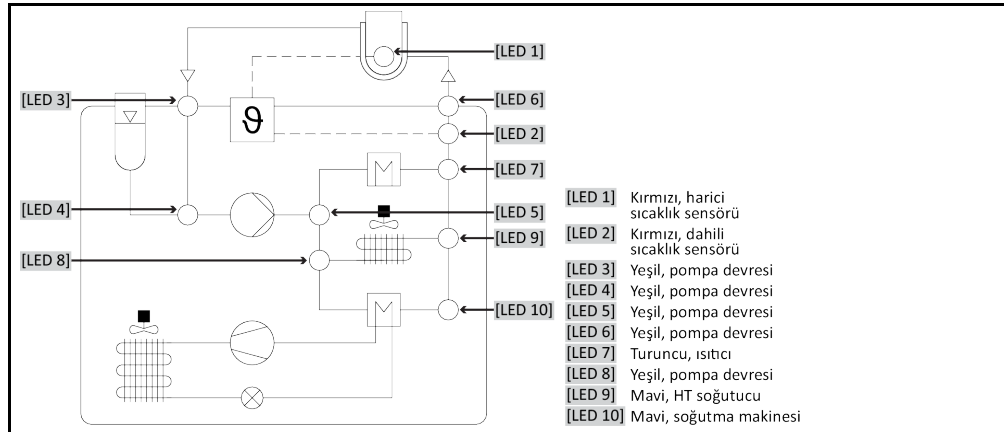 [LED 1]
[LED 3]
[LED 6]
ϑ
[LED 2]
[LED 7]
[LED 4]
[LED 5]
[LED 9]
[LED 8]
[LED 10]
[LED 1] Kırmızı, harici
sıcaklık sensörü
[LED 2] Kırmızı, dahili
sıcaklık sensörü
[LED 3] Yeşil, pompa devresi
[LED 4] Yeşil, pompa devresi
[LED 5] Yeşil, pompa devresi
[LED 6] Yeşil, pompa devresi
[LED 7] Turuncu, ısıtıcı
[LED 8] Yeşil, pompa devresi
[LED 9] Mavi, HT soğutucu
[LED 10] Mavi, soğutma makinesi